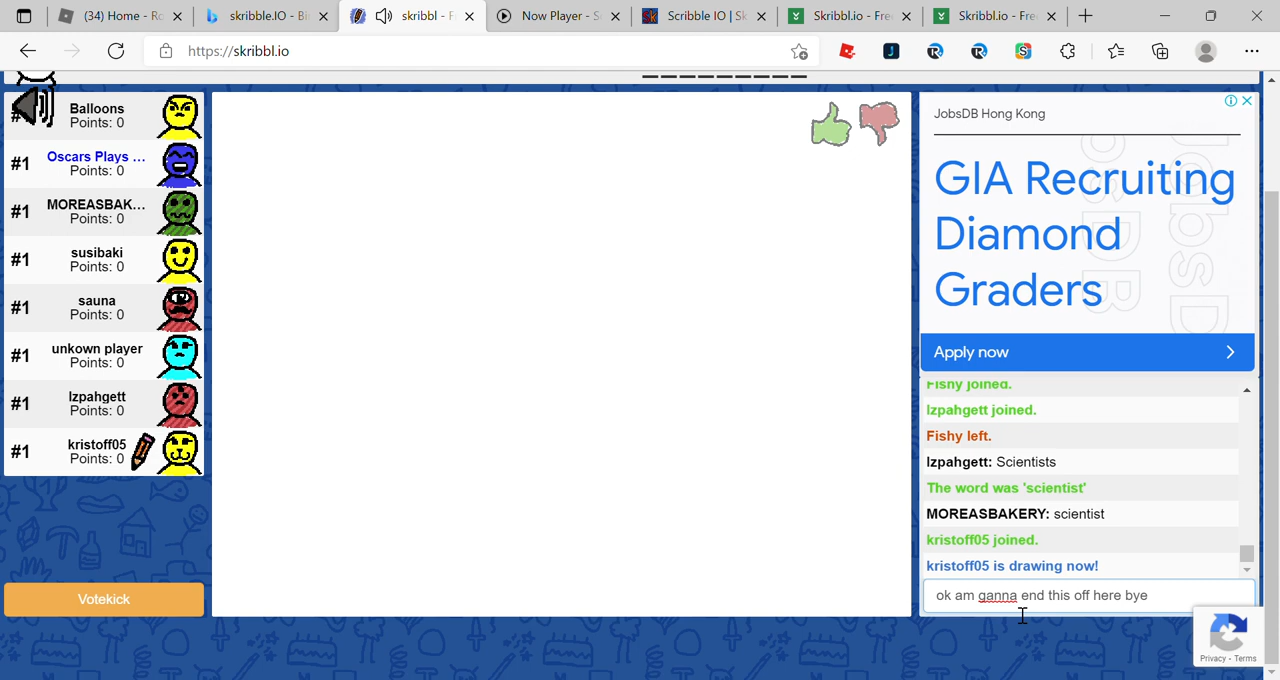 (34) Home - Ro
skribble.IO - Bi
skribbl - F
Now Player - S
Scribble IO | Sk
Skribbl.io - Fre
Skribbl.io - Fre
https://skribbl.io
Balloons
Points: 0
#1 Oscars Plays ...
Points: 0
#1 MOREASBAK...
Points: 0
#1 susibaki
Points: 0
#1 sauna
Points: 0
#1 unkown player
Points: 0
#1 lzpahgett
Points: 0
#1 kristoff05
Points: 0
Votekick
JobsDB Hong Kong
GIA Recruiting
Diamond
Graders
Apply now
Fishy joined.
lzpahgett joined.
Fishy left.
lzpahgett: Scientists
The word was 'scientist'
MOREASBAKERY: scientist
kristoff05 joined.
kristoff05 is drawing now!
ok am ganna end this off here bye
Privacy - Terms